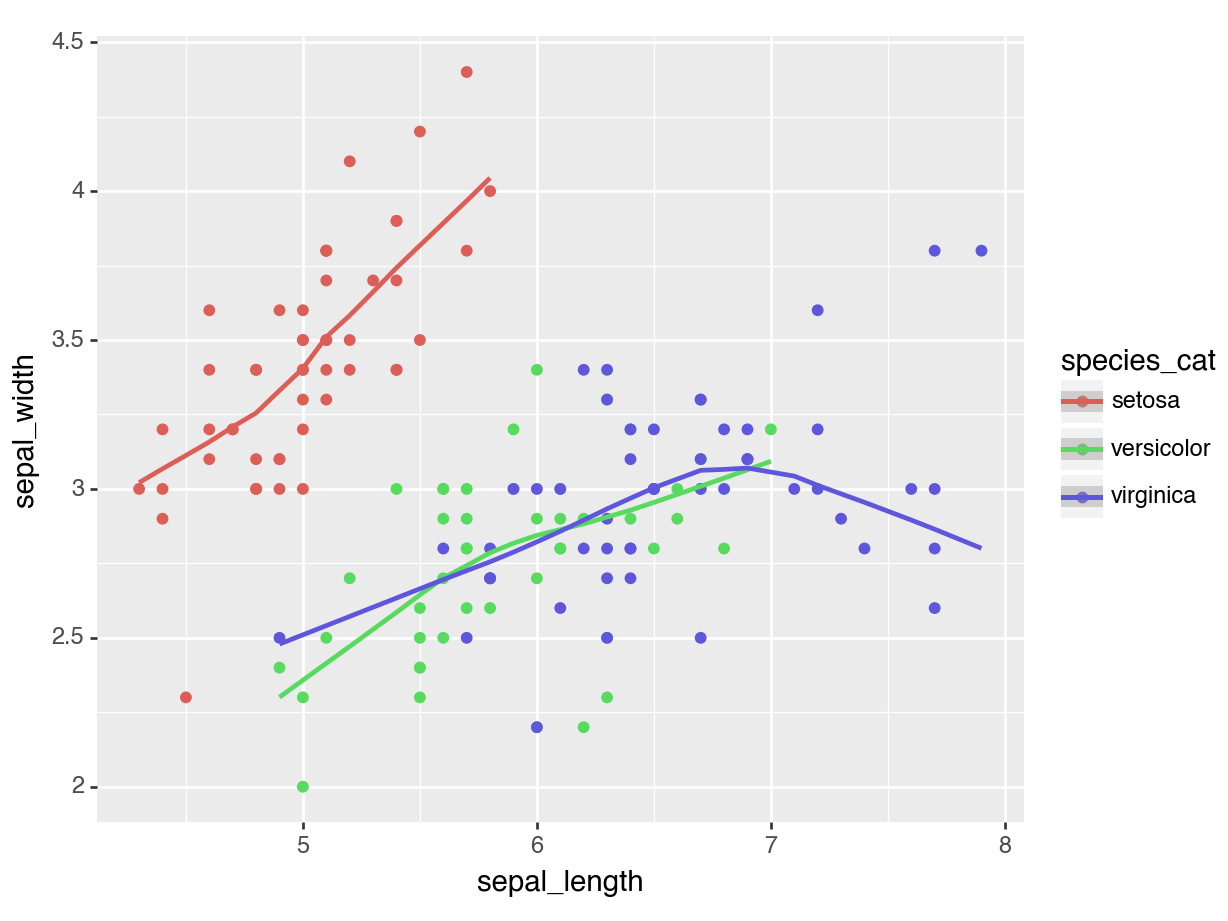 4.5
4
3.5
3
2.5
2
sepal_width
5
6
7
8
sepal_length
species_cat
setosa
versicolor
virginica